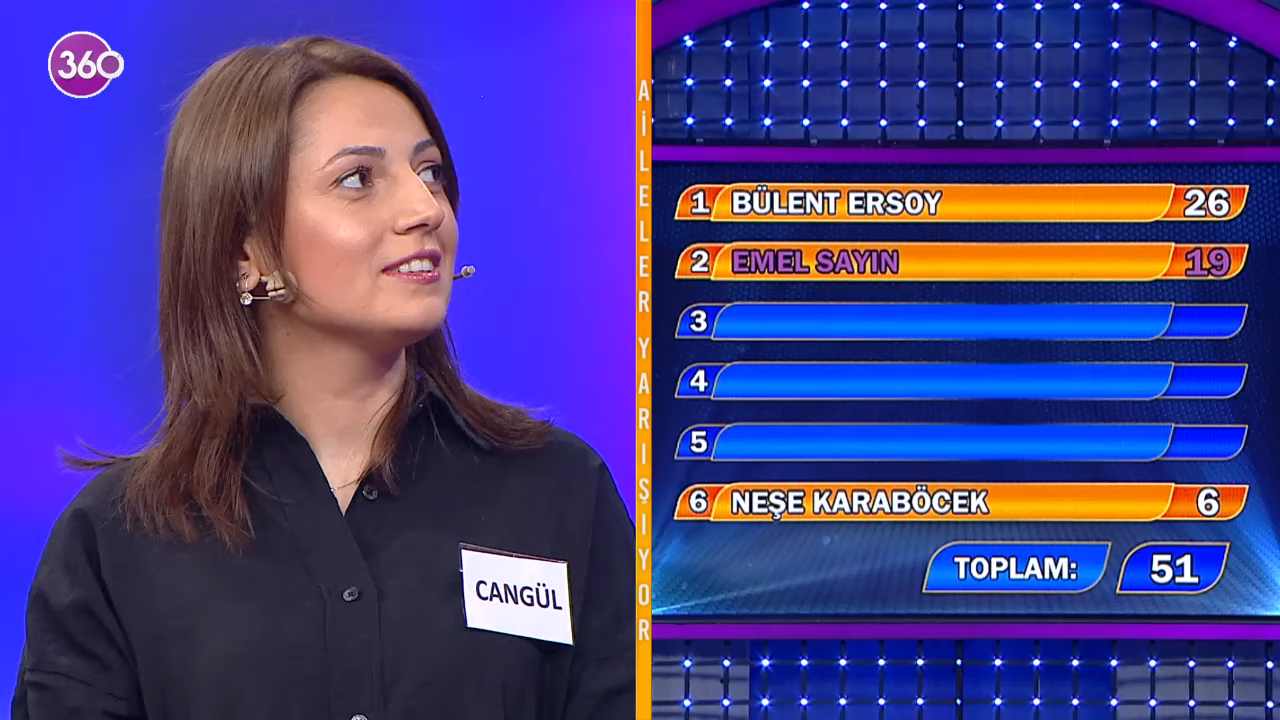 360
AİLELER YARIŞIYOR
1 BÜLENT ERSOY 26
2 EMEL SAYIN 19
3
4
5
6 NEŞE KARABÖCEK 6
TOPLAM: 51
CANGÜL